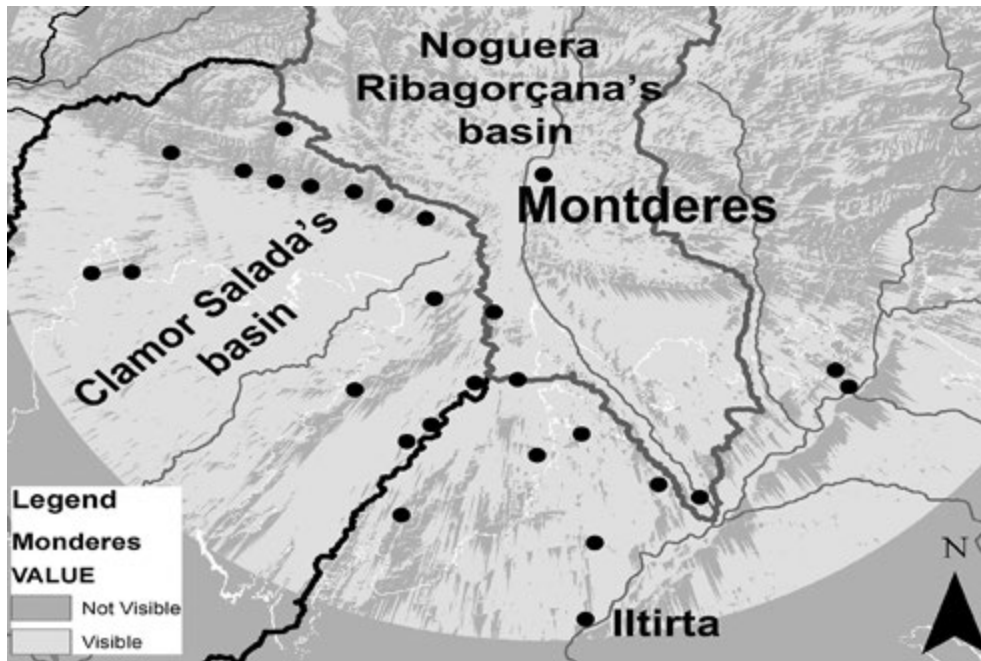 Noguera
Ribagorçana's
basin
Montderes
Clamor Salada's
basin
Iltirta
N
Legend
Monderes
VALUE
Not Visible
Visible